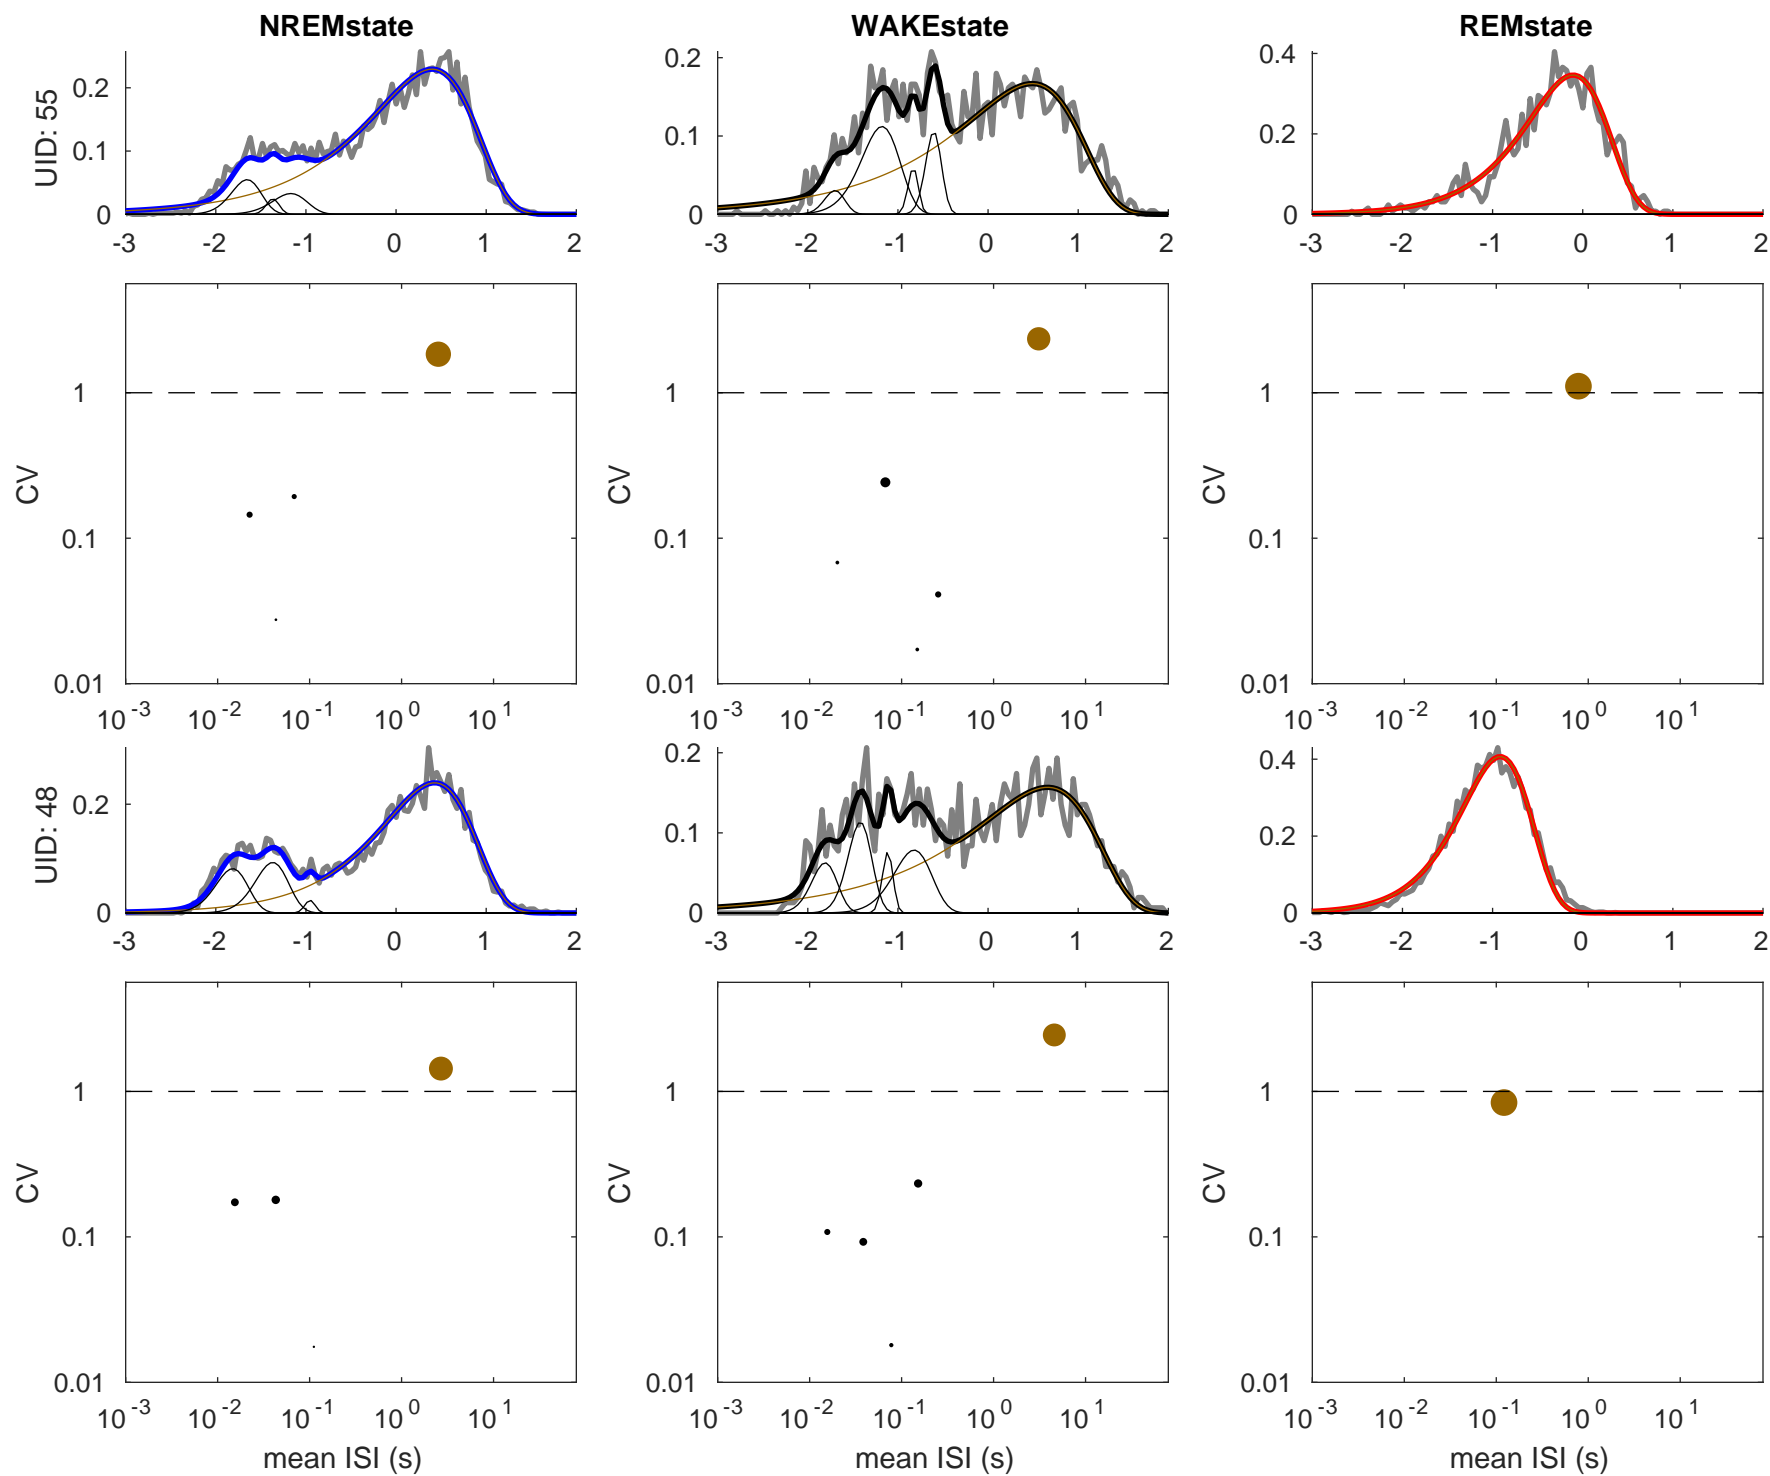 NREMstate WAKEstate REMstate
UID: 55
0.2 0.1 0
-3 -2 -1 0 1 2
0.2 0.1 0
-3 -2 -1 0 1 2
0.4 0.2 0
-3 -2 -1 0 1 2
CV
1 0.1 0.01
10^-3 10^-2 10^-1 10^0 10^1
CV
1 0.1 0.01
10^-3 10^-2 10^-1 10^0 10^1
CV
1 0.1 0.01
10^-3 10^-2 10^-1 10^0 10^1
UID: 48
0.2 0
-3 -2 -1 0 1 2
0.2 0.1 0
-3 -2 -1 0 1 2
0.4 0.2 0
-3 -2 -1 0 1 2
CV
1 0.1 0.01
10^-3 10^-2 10^-1 10^0 10^1
mean ISI (s)
CV
1 0.1 0.01
10^-3 10^-2 10^-1 10^0 10^1
mean ISI (s)
CV
1 0.1 0.01
10^-3 10^-2 10^-1 10^0 10^1
mean ISI (s)